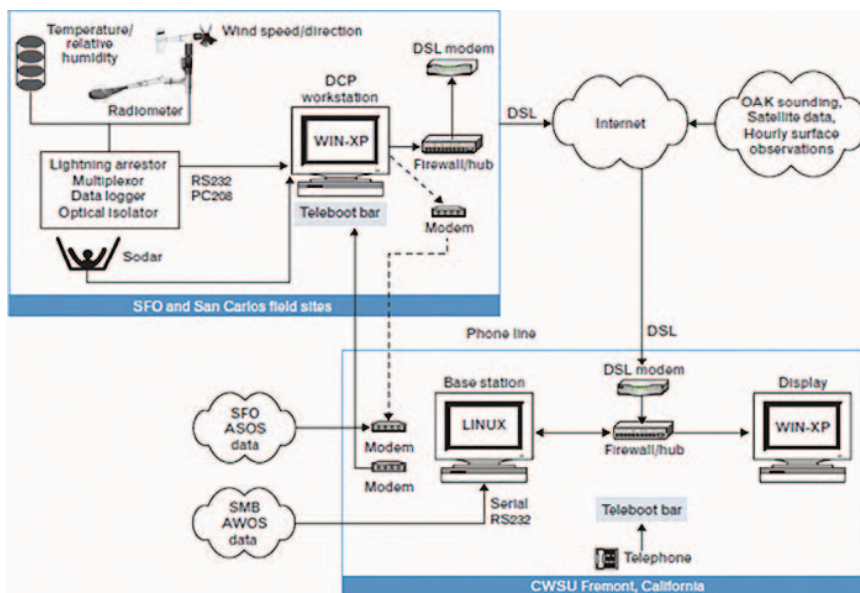 Temperature/
relative
humidity
Wind speed/direction
Radiometer
DSL modem
DCP
workstation
WIN-XP
Firewall/hub
DSL
Internet
OAK sounding,
Satellite data,
Hourly surface
observations
Lightning arrestor
Multiplexor
Data logger
Optical isolator
RS232
PC208
Teleboot bar
Modem
Sodar
SFO and San Carlos field sites
Phone line
DSL
DSL modem
Base station
Display
LINUX
WIN-XP
Firewall/hub
SFO
ASOS
data
Modem
Modem
SMB
AWOS
data
Serial
RS232
Teleboot bar
Telephone
CWSU Fremont, California